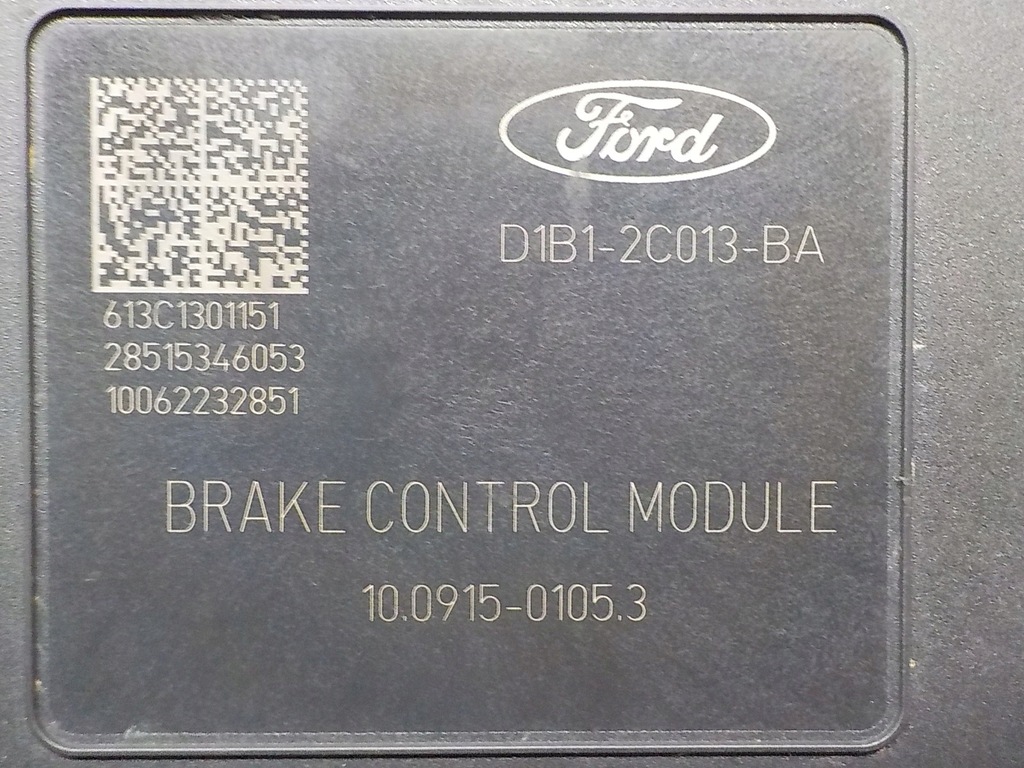 Ford
D1B1-2C013-BA
613C1301151
28515346053
10062232851
BRAKE CONTROL MODULE
10.0915-0105.3